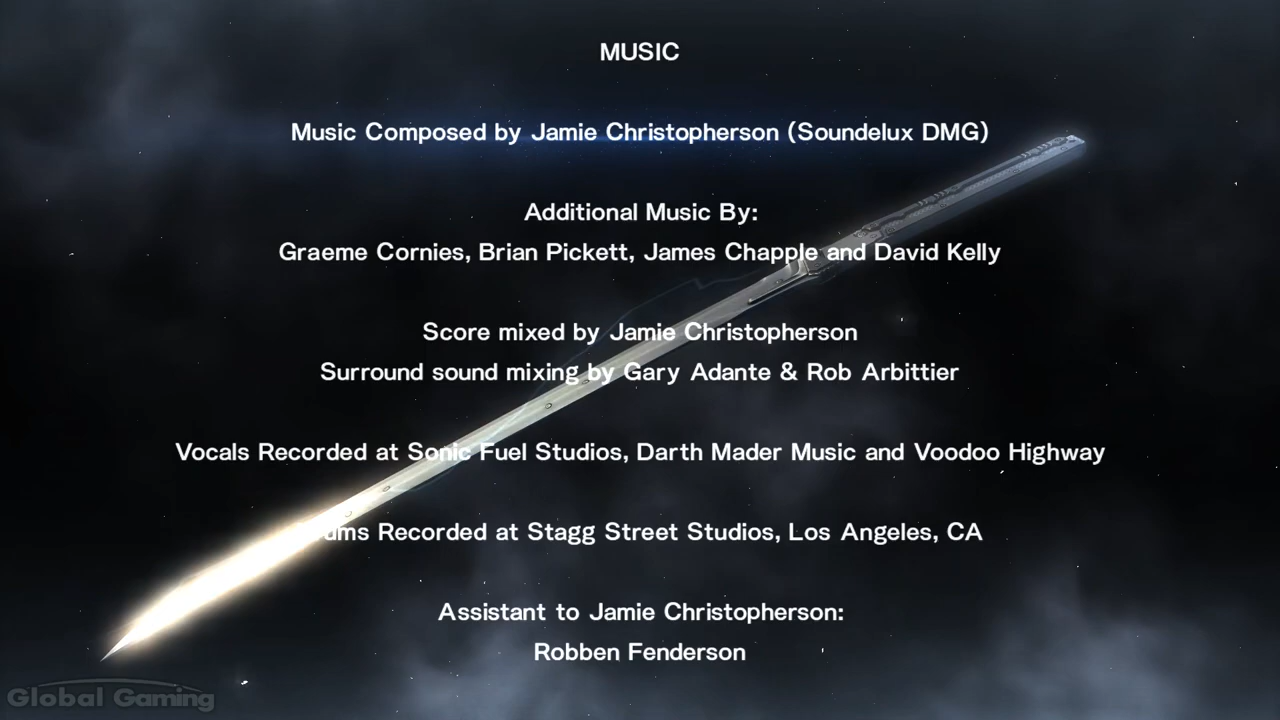 MUSIC
Music Composed by Jamie Christopherson (Soundelux DMG)
Additional Music By:
Graeme Cornies, Brian Pickett, James Chapple and David Kelly
Score mixed by Jamie Christopherson
Surround sound mixing by Gary Adante & Rob Arbittier
Vocals Recorded at Sonic Fuel Studios, Darth Mader Music and Voodoo Highway
Drums Recorded at Stagg Street Studios, Los Angeles, CA
Assistant to Jamie Christopherson:
Robben Fenderson
Global Gaming